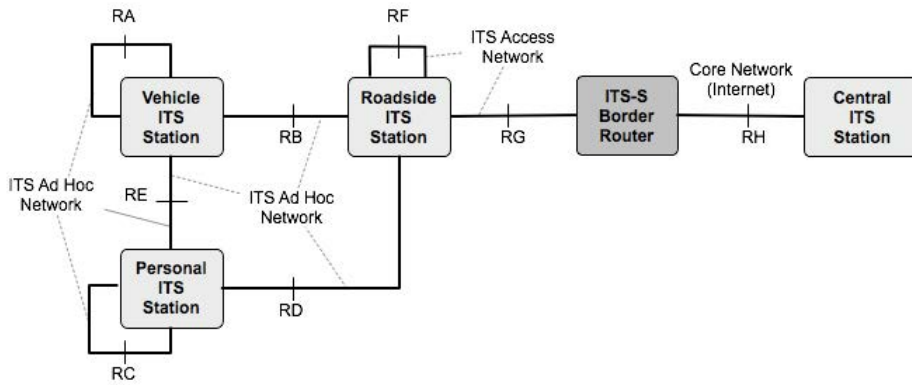 RA
RF
ITS Access
Network
Vehicle
ITS
Station
Roadside
ITS
Station
ITS-S
Border
Router
Core Network
(Internet)
Central
ITS
Station
RB
RG
RH
ITS Ad Hoc
Network
RE
ITS Ad Hoc
Network
Personal
ITS
Station
RD
RC